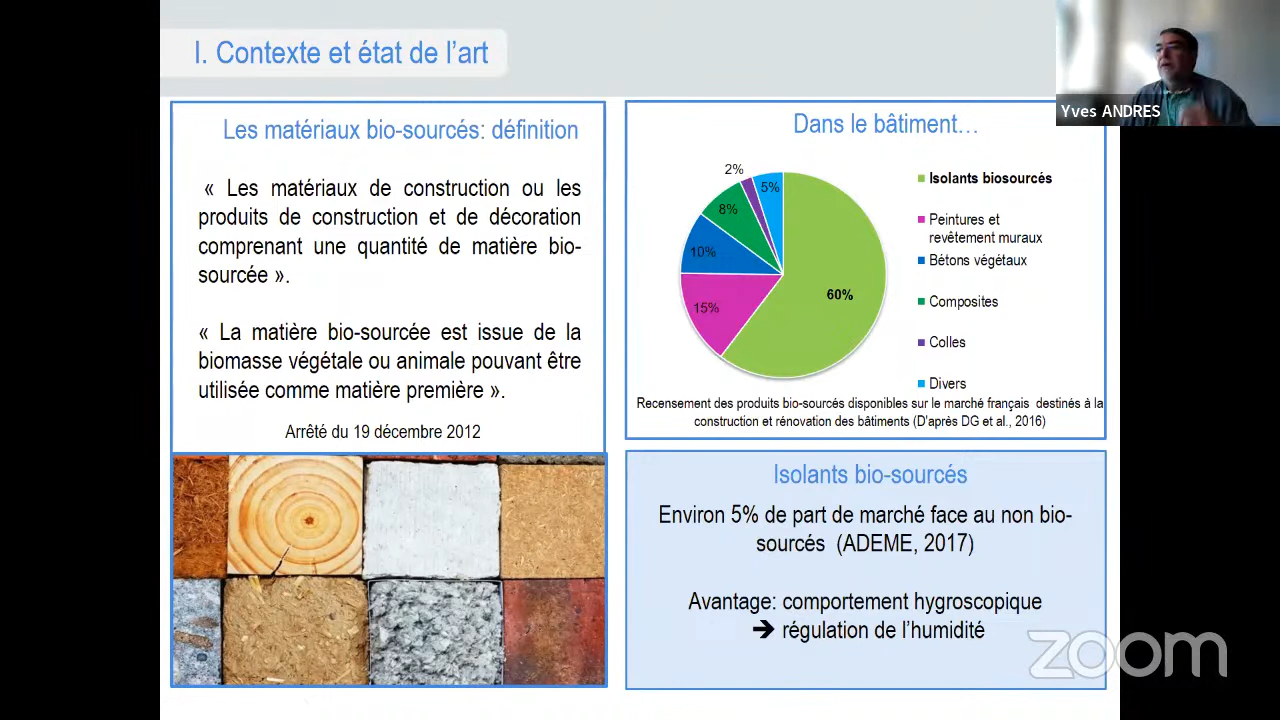 I. Contexte et état de l’art
Yves ANDRES
Les matériaux bio-sourcés: définition
« Les matériaux de construction ou les
produits de construction et de décoration
comprenant une quantité de matière bio-
sourcée ».
« La matière bio-sourcée est issue de la
biomasse végétale ou animale pouvant être
utilisée comme matière première ».
Arrêté du 19 décembre 2012
Dans le bâtiment…
2%
5%
8%
10%
15%
60%
Isolants biosourcés
Peintures et
revêtement muraux
Bétons végétaux
Composites
Colles
Divers
Recensement des produits bio-sourcés disponibles sur le marché français destinés à la
construction et rénovation des bâtiments (D'après DG et al., 2016)
Isolants bio-sourcés
Environ 5% de part de marché face au non bio-
sourcés (ADEME, 2017)
Avantage: comportement hygroscopique
➔ régulation de l’humidité
zoom